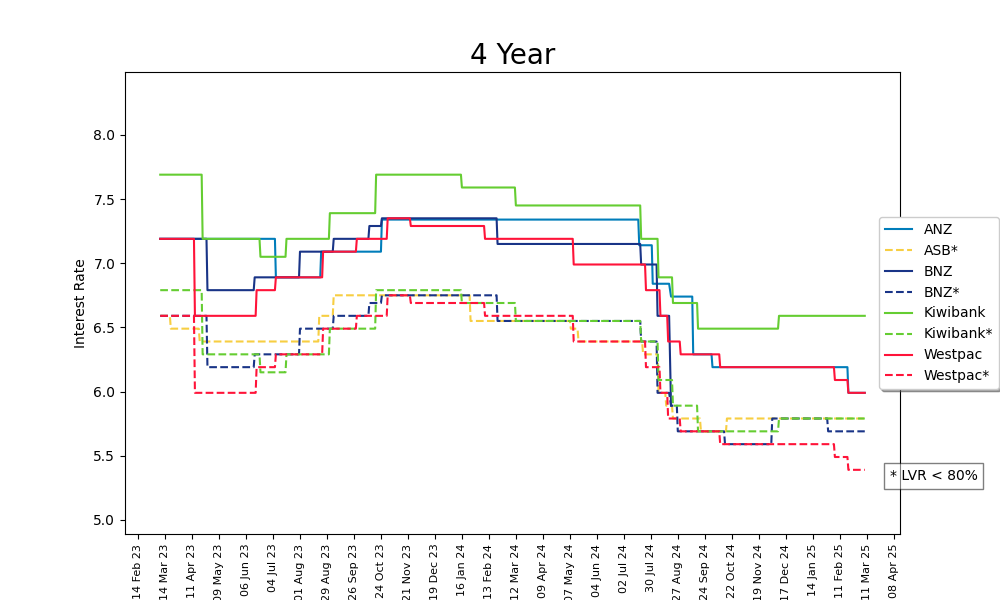 4 Year
Interest Rate
8.0
7.5
7.0
6.5
6.0
5.5
5.0
14 Feb 23
14 Mar 23
11 Apr 23
09 May 23
06 Jun 23
04 Jul 23
01 Aug 23
29 Aug 23
26 Sep 23
24 Oct 23
21 Nov 23
19 Dec 23
16 Jan 24
13 Feb 24
12 Mar 24
09 Apr 24
07 May 24
04 Jun 24
02 Jul 24
30 Jul 24
27 Aug 24
24 Sep 24
22 Oct 24
19 Nov 24
17 Dec 24
14 Jan 25
11 Feb 25
11 Mar 25
08 Apr 25
ANZ
ASB*
BNZ
BNZ*
Kiwibank
Kiwibank*
Westpac
Westpac*
* LVR < 80%